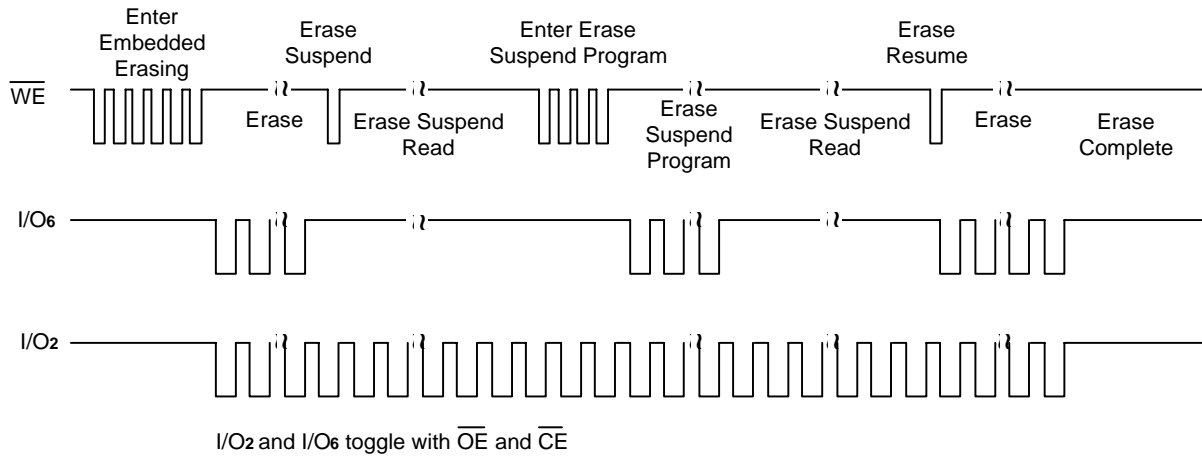 Enter
Embedded
Erasing
Erase
Suspend
Enter Erase
Suspend Program
Erase
Resume
WE
Erase
Erase Suspend
Read
Erase
Suspend
Program
Erase Suspend
Read
Erase
Erase
Complete
I/O6
I/O2
I/O2 and I/O6 toggle with OE and CE